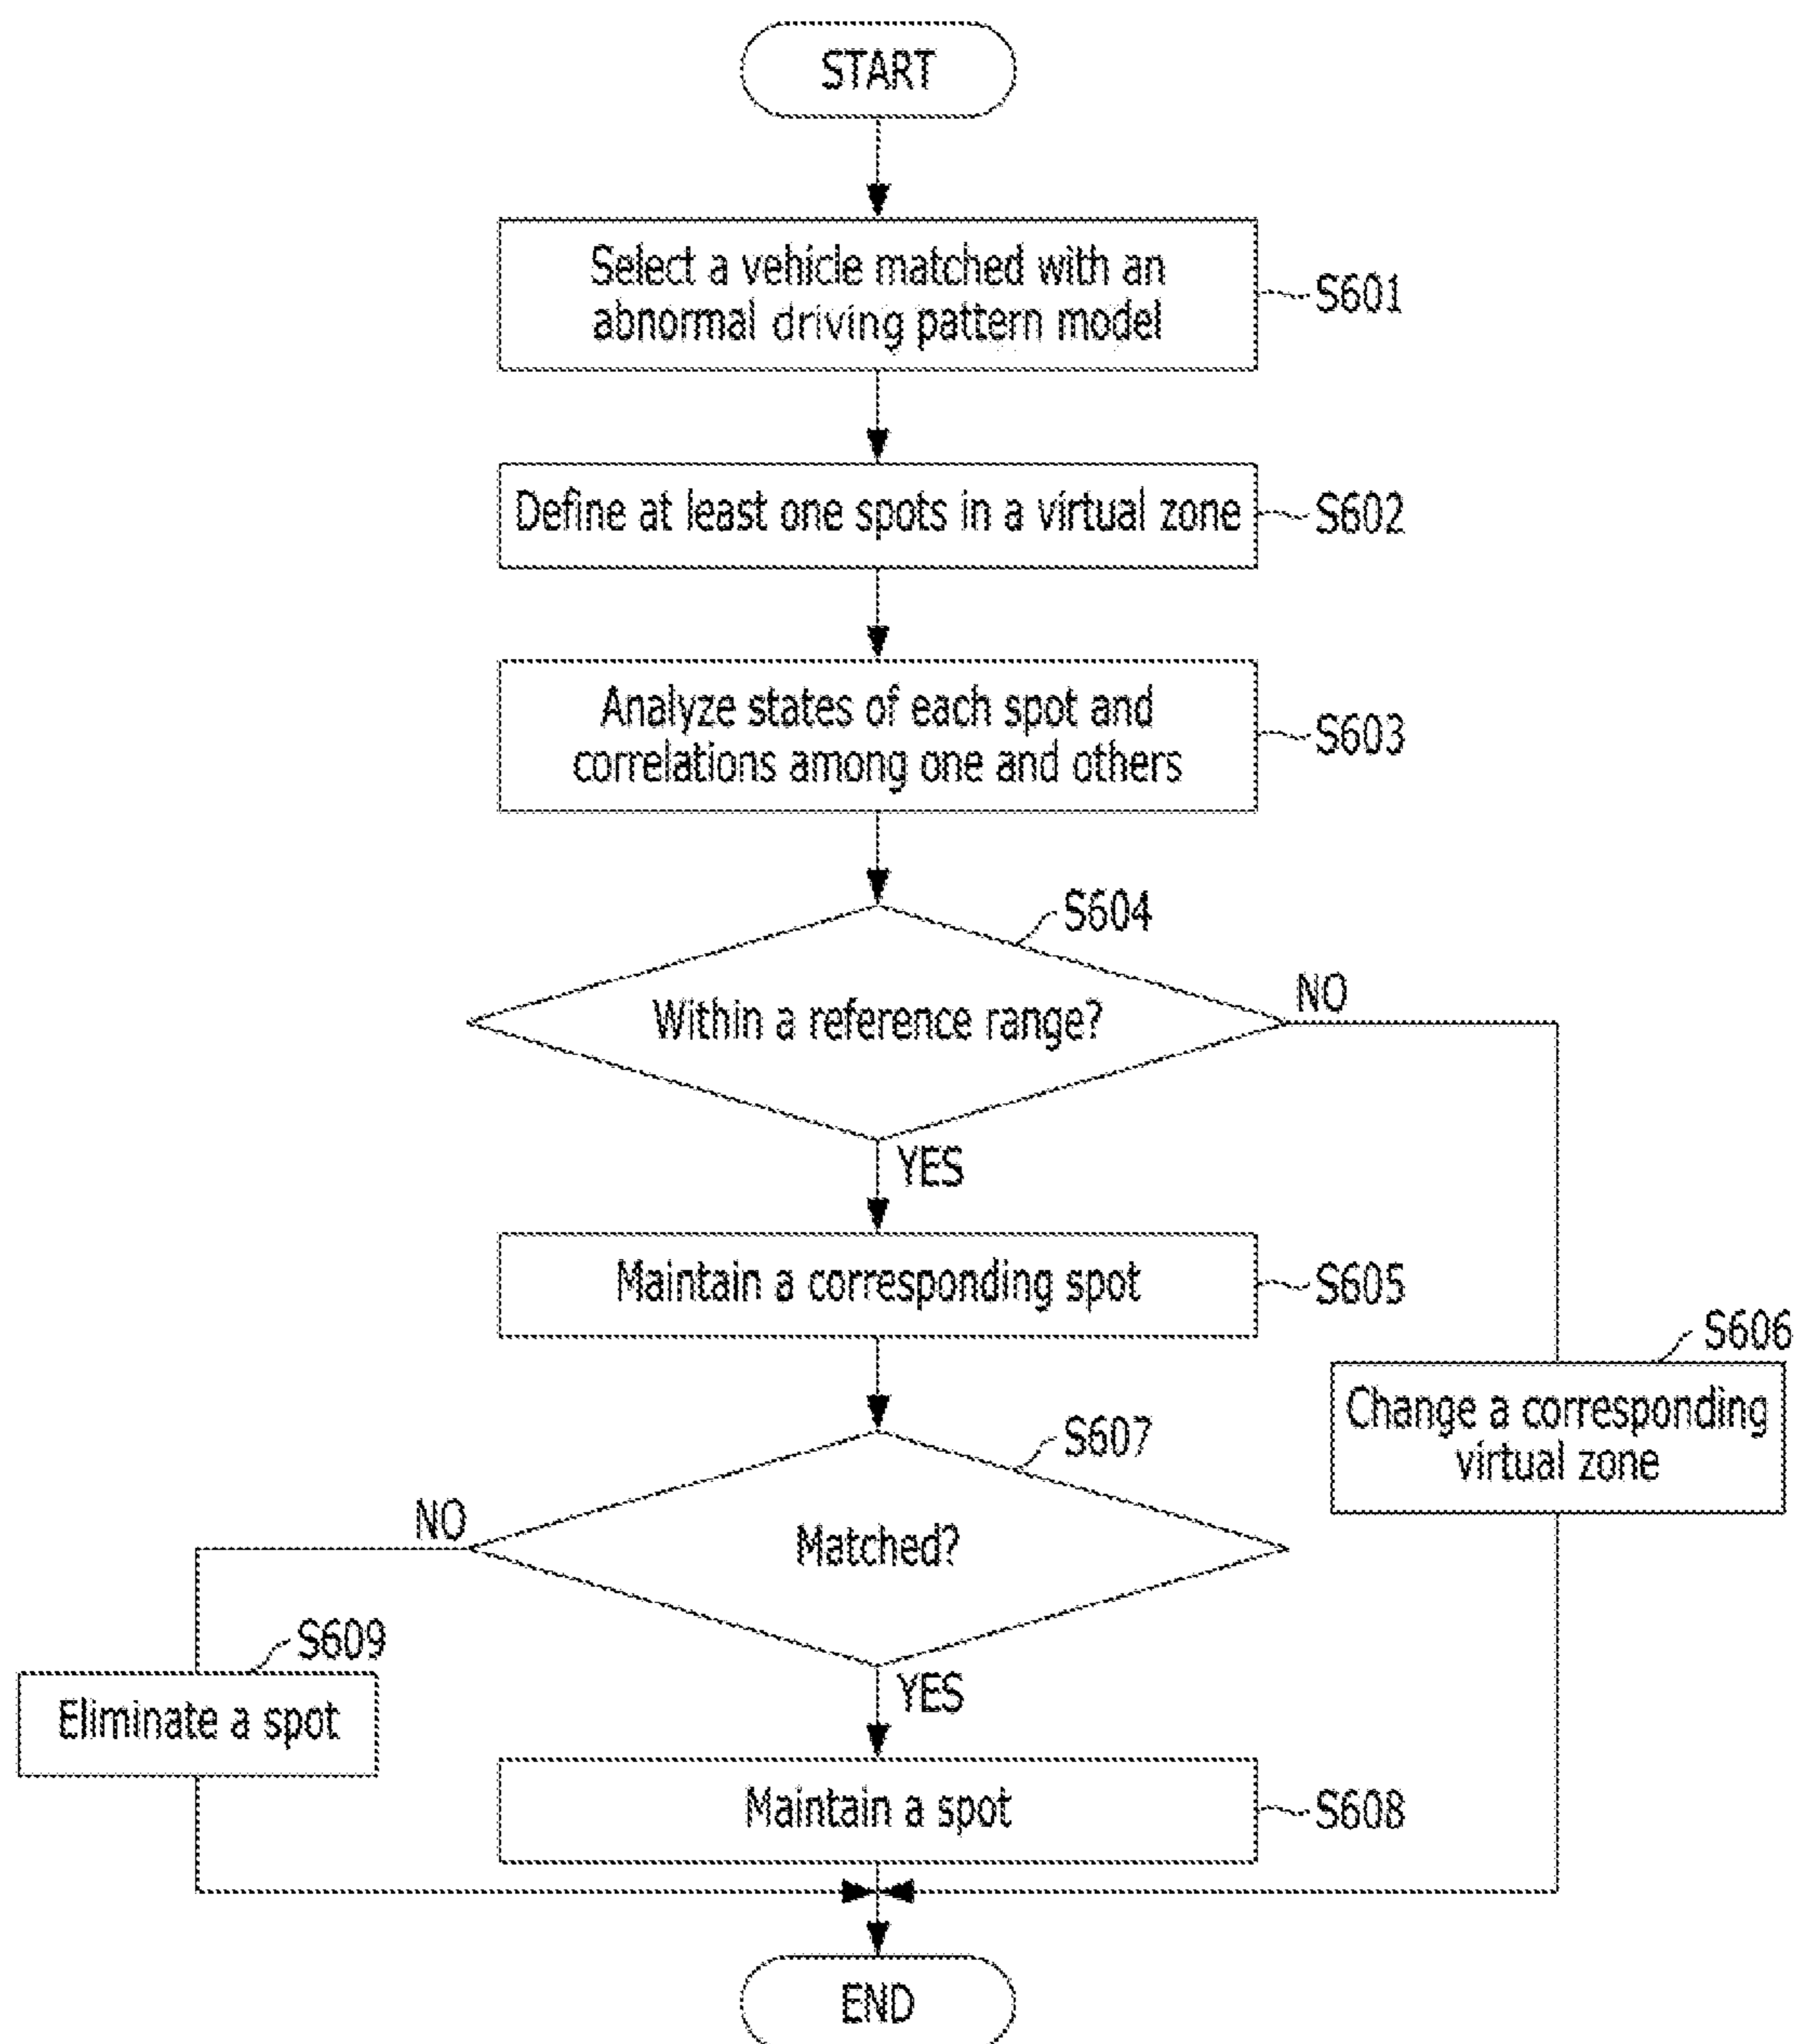 START
Select a vehicle matched with an
abnormal driving pattern model
S601
Define at least one spots in a virtual zone
S602
Analyze states of each spot and
correlations among one and others
S603
S604
Within a reference range?
NO
YES
Maintain a corresponding spot
S605
S606
Change a corresponding
virtual zone
S607
Matched?
NO
YES
S609
Eliminate a spot
Maintain a spot
S608
END